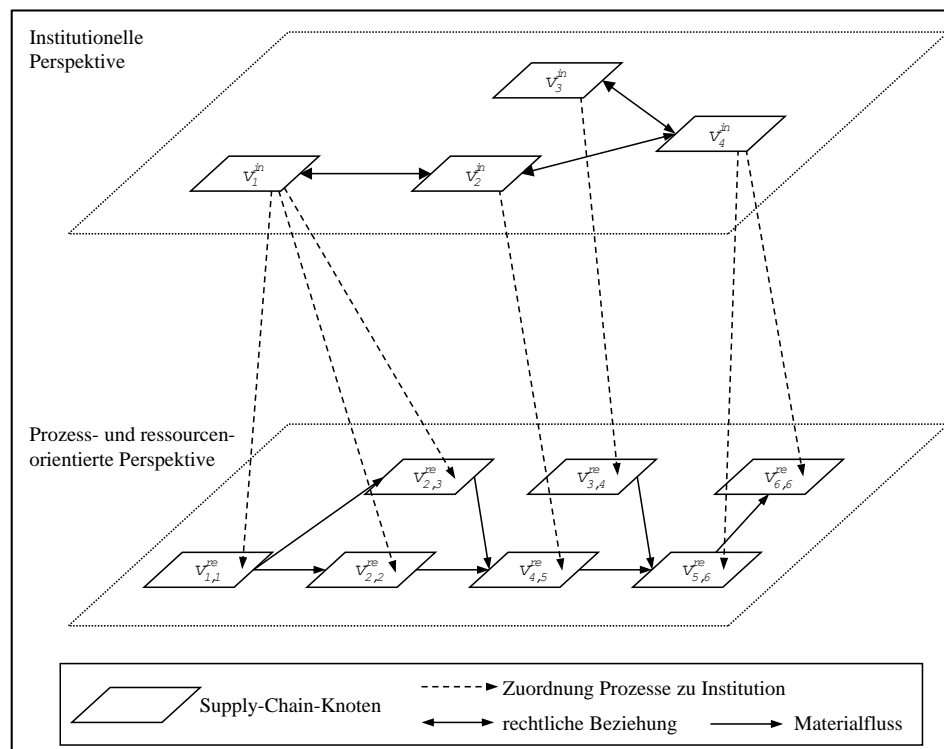 Institutionelle
Perspektive
V_3^in
V_4^in
V_1^in
V_2^in
Prozess- und ressourcen-
orientierte Perspektive
V_2,3^re
V_3,4^re
V_6,6^re
V_1,1^re
V_2,2^re
V_4,5^re
V_5,6^re
Supply-Chain-Knoten
Zuordnung Prozesse zu Institution
rechtliche Beziehung
Materialfluss